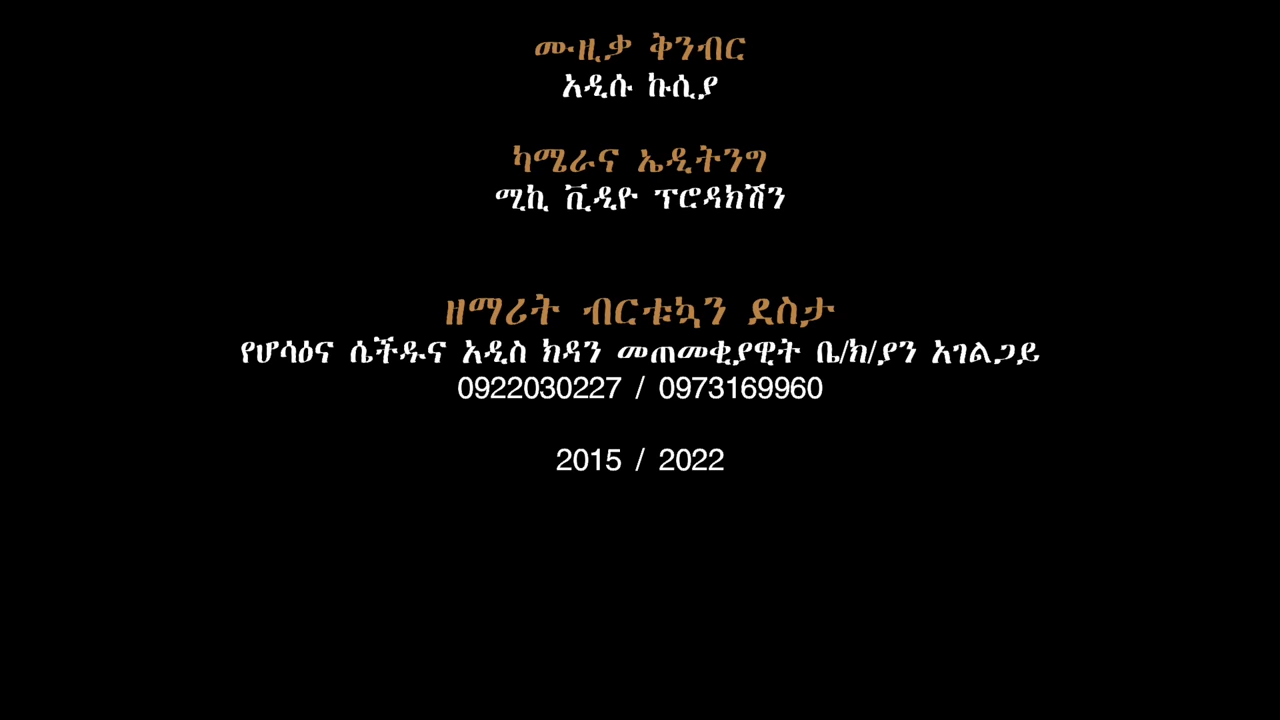 ሙዚቃ ቅንብር
አዲሱ ኩሲያ
ካሜራና ኤዲትንግ
ሚኪ ቪዲዮ ፕሮዳክሽን
ዘማሪት ብርቱኳን ደስታ
የሆሳዕና ሴችዱና አዲስ ክዳን መጠመቂያዊት ቤ/ክ/ያን አገልጋይ
0922030227 / 0973169960
2015 / 2022